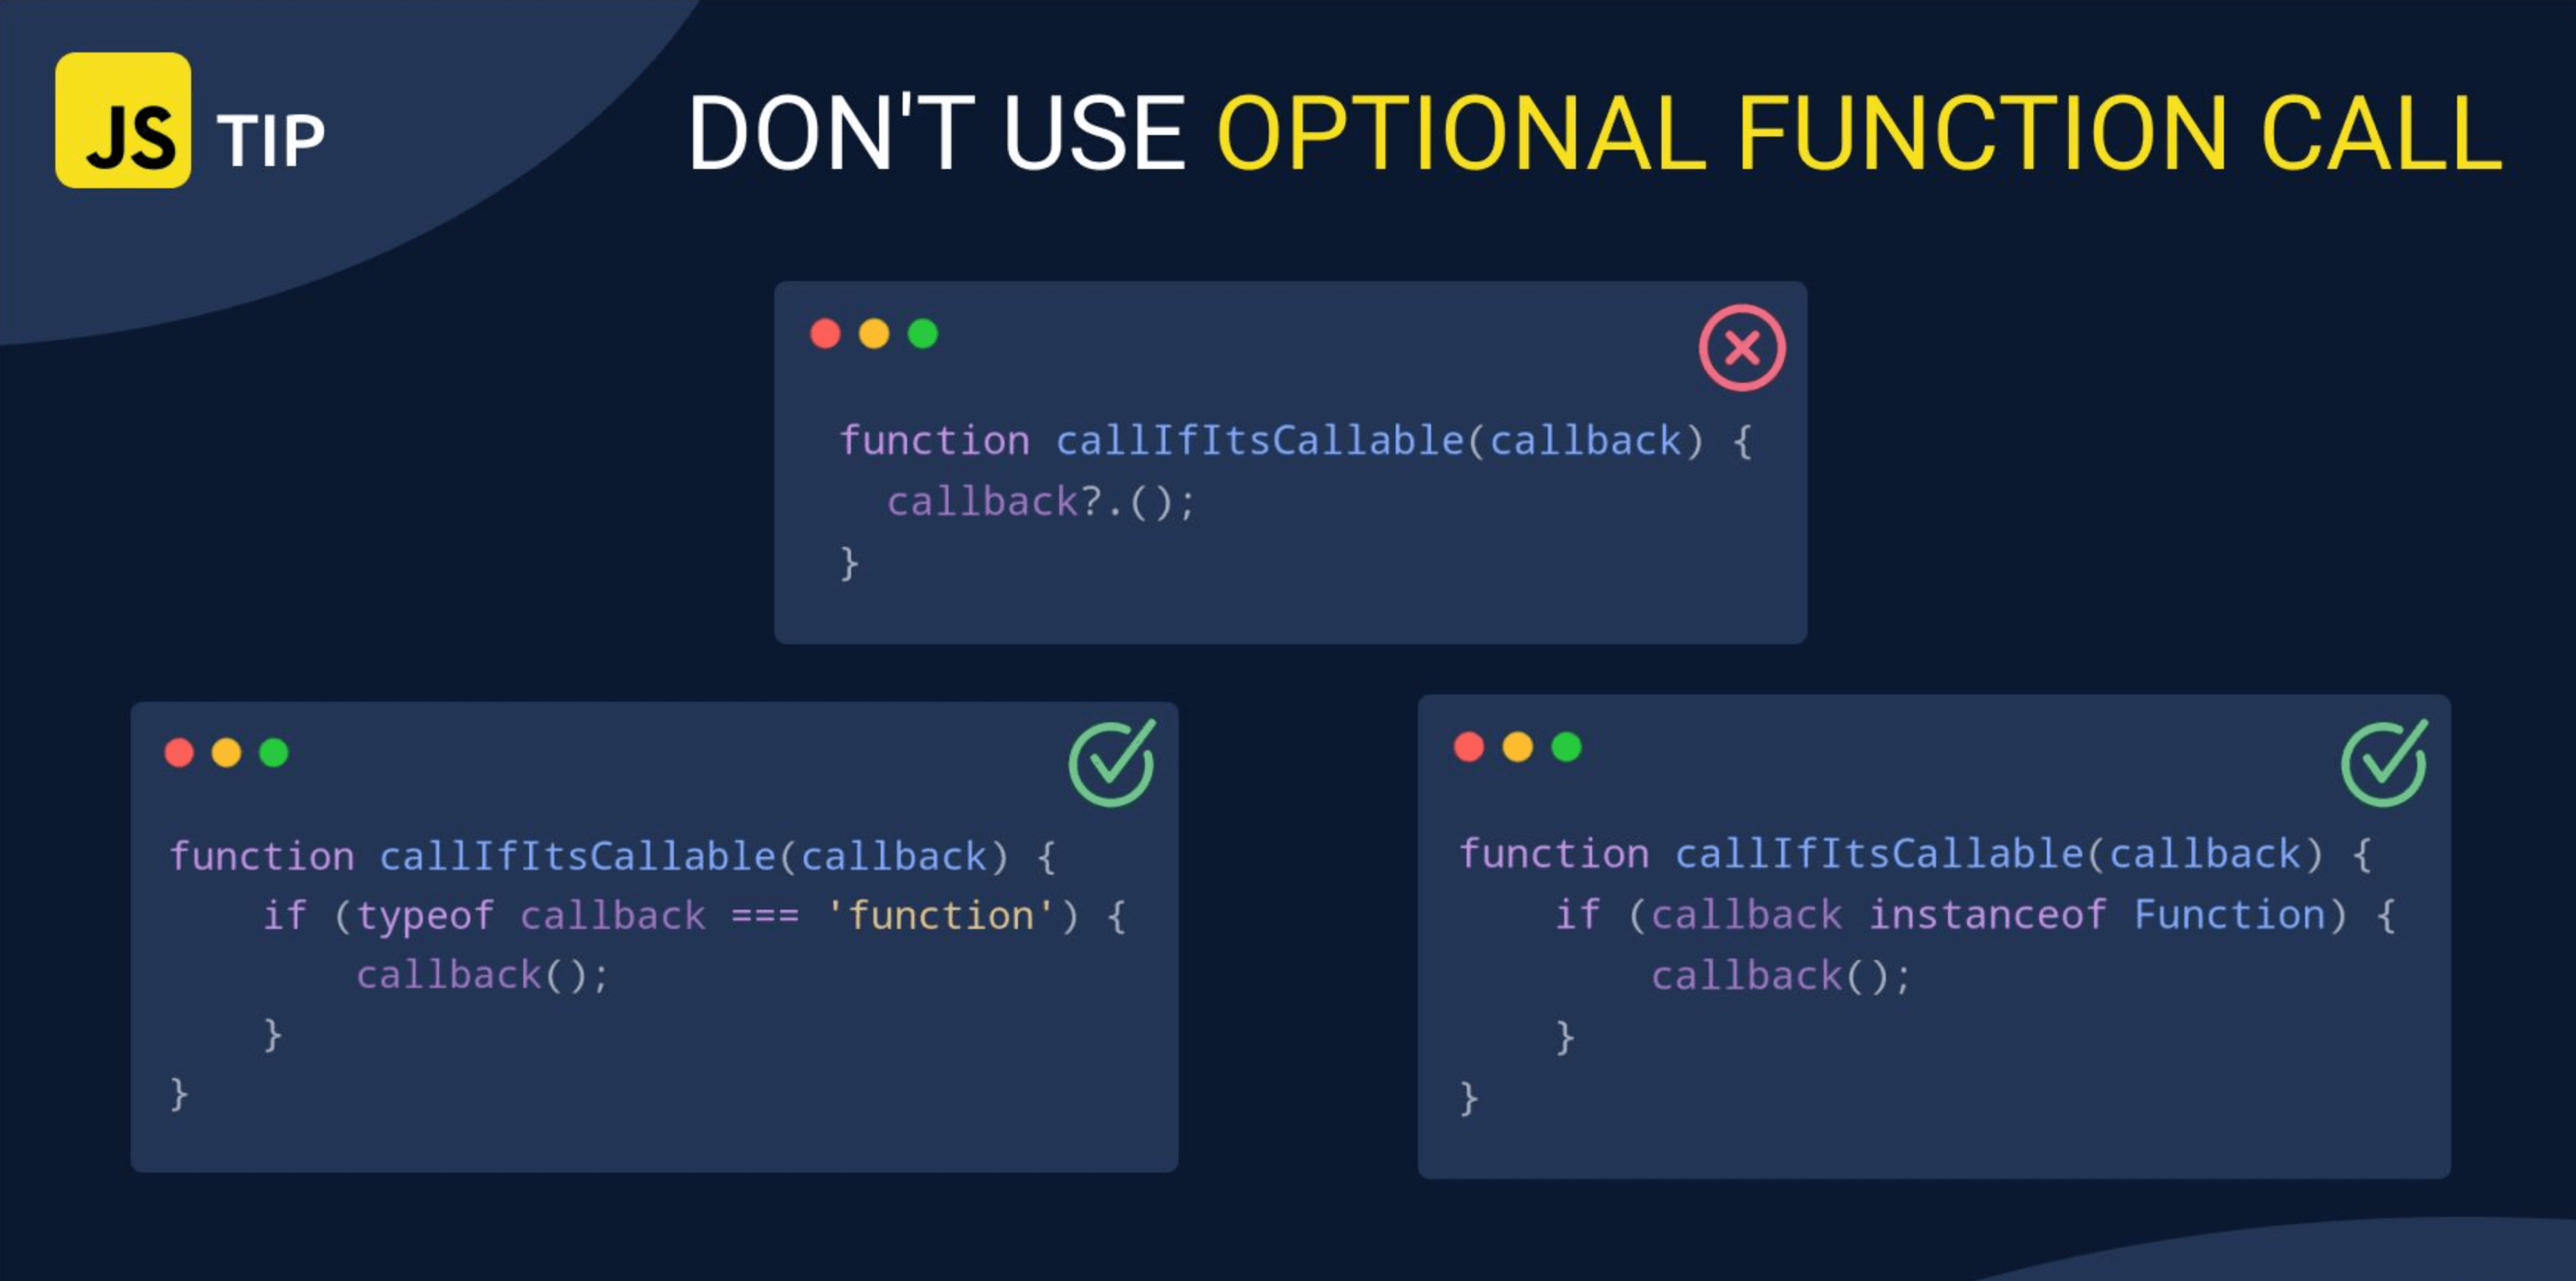 JS TIP
DON'T USE OPTIONAL FUNCTION CALL
function callIfItsCallable(callback) {
  callback?.();
}
function callIfItsCallable(callback) {
    if (typeof callback === 'function') {
        callback();
    }
}
function callIfItsCallable(callback) {
    if (callback instanceof Function) {
        callback();
    }
}